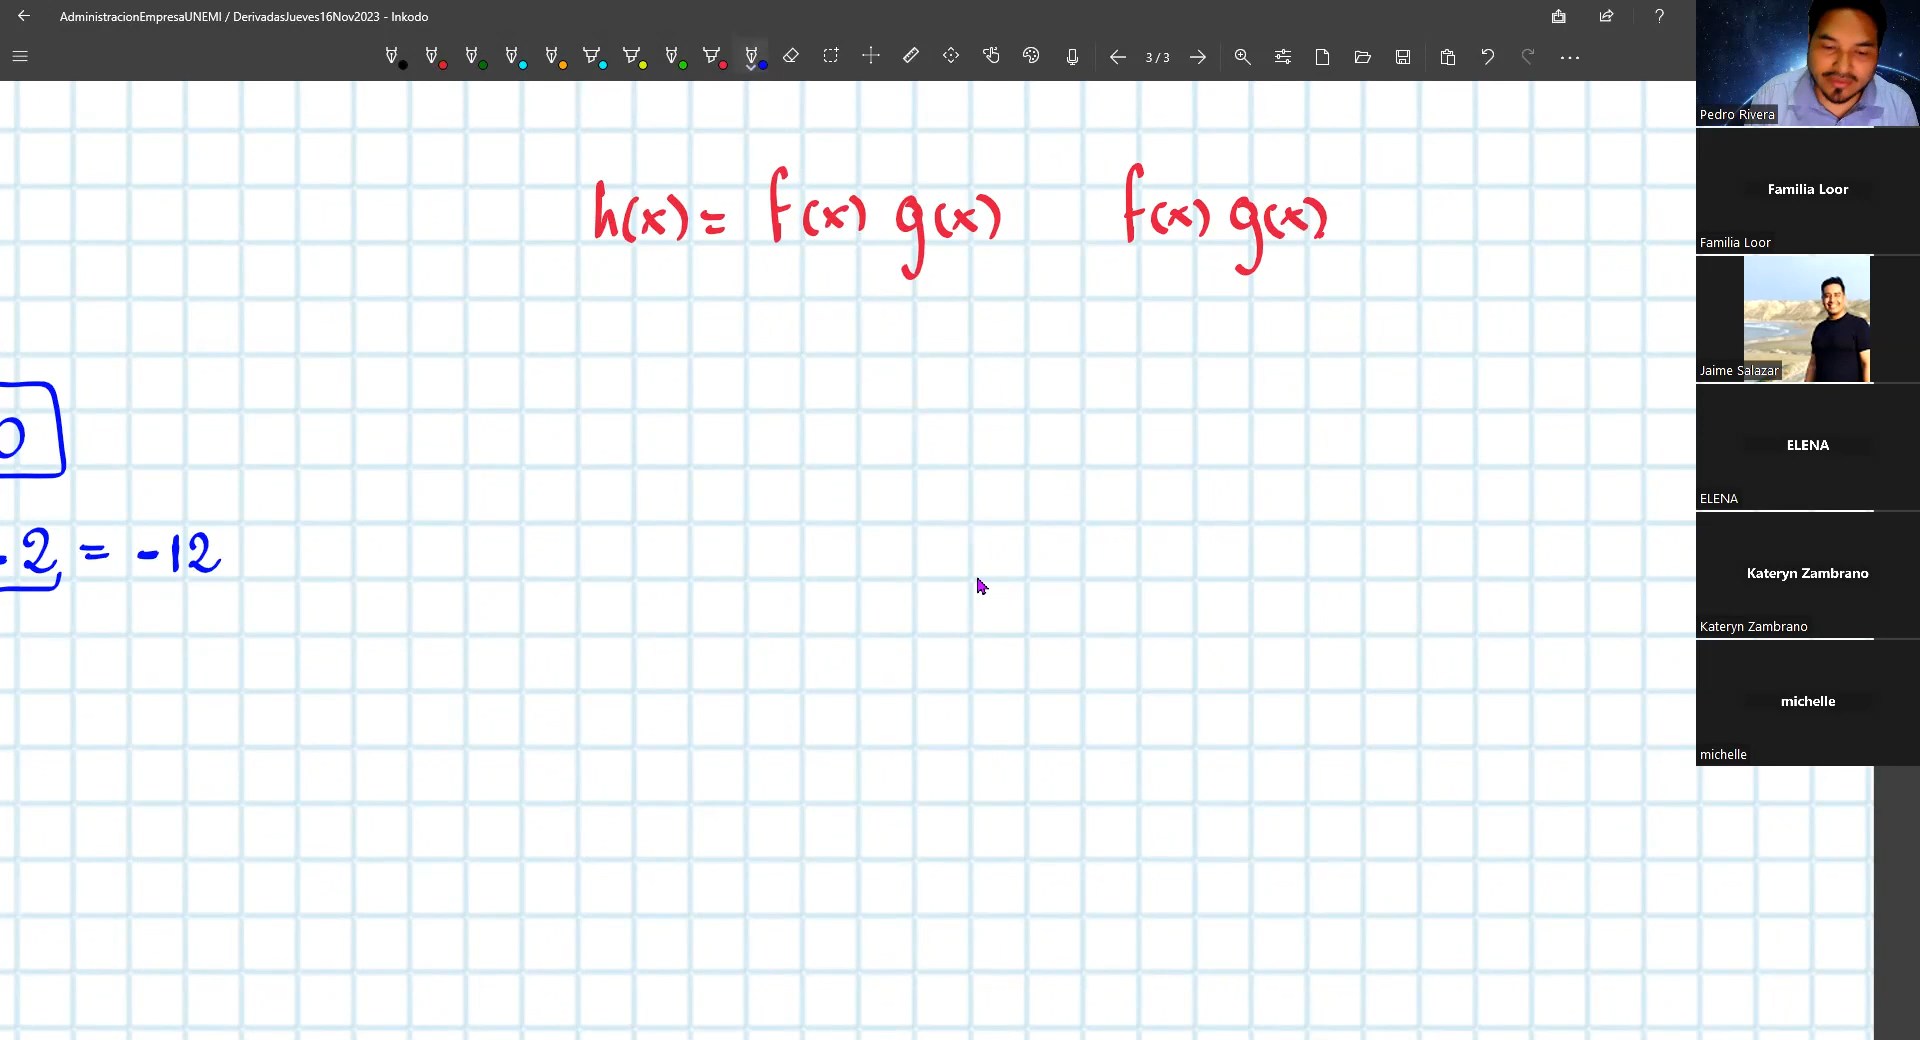 AdministracionEmpresaUNEMI / DerivadasJueves16Nov2023 - Inkodo
?
3 / 3
Pedro Rivera
h(x) = f(x) g(x) f(x) g(x)
Familia Loor
Familia Loor
Jaime Salazar
0
ELENA
ELENA
. 2 = -12
Kateryn Zambrano
Kateryn Zambrano
michelle
michelle